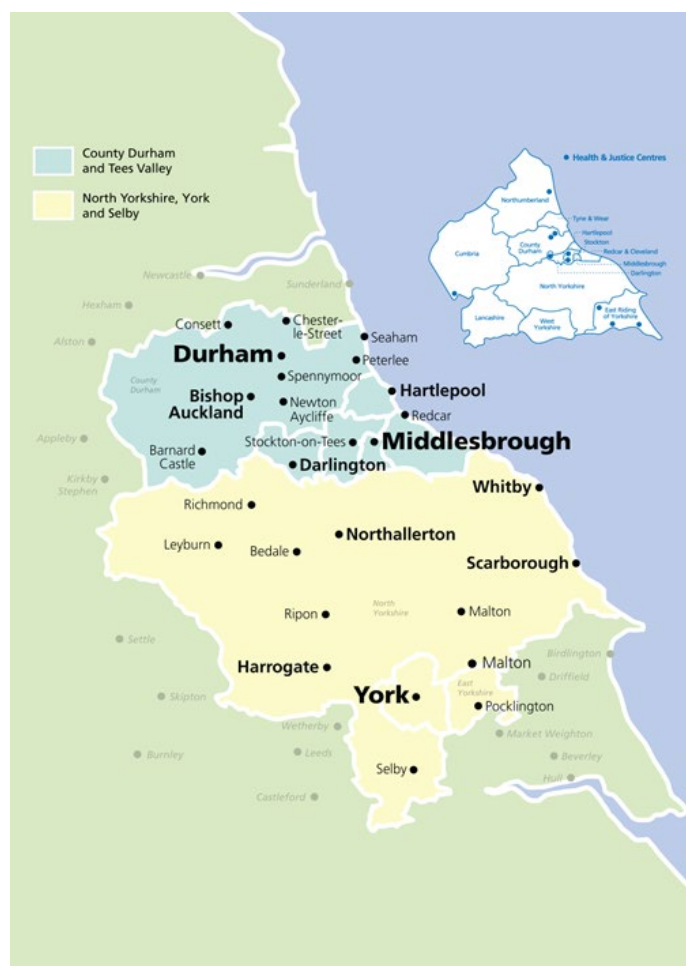 County Durham
and Tees Valley
North Yorkshire, York
and Selby
Health & Justice Centres
Northumberland
Tyne & Wear
Hartlepool
Stockton
County
Durham
Redcar & Cleveland
Cumbria
Middlesbrough
Darlington
North Yorkshire
Lancashire
West
Yorkshire
East Riding
of Yorkshire
Newcastle
Sunderland
Hexham
Consett
Chester-
le-Street
Alston
Seaham
Durham
Peterlee
County
Durham
Spennymoor
Bishop
Auckland
Newton
Aycliffe
Hartlepool
Redcar
Appleby
Stockton-on-Tees
Middlesbrough
Barnard
Castle
Darlington
Kirkby
Stephen
Whitby
Richmond
Northallerton
Leyburn
Bedale
Scarborough
North
Yorkshire
Ripon
Malton
Settle
Birdlington
Harrogate
Malton
Driffield
East
Yorkshire
Skipton
York
Pocklington
Wetherby
Market Weighton
Burnley
Leeds
Beverley
Selby
Hull
Castleford